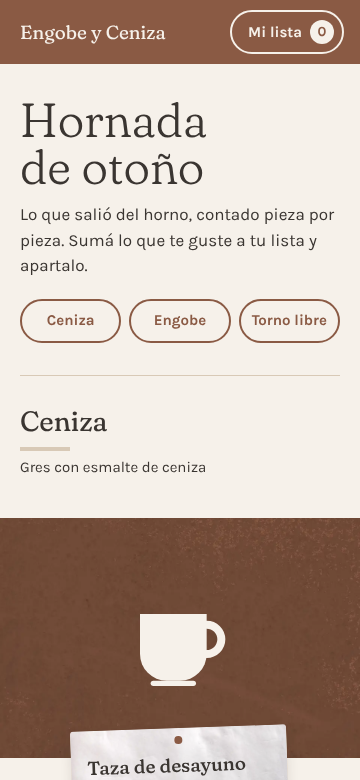 Engobe y Ceniza
Mi lista 0
Hornada
de otoño
Lo que salió del horno, contado pieza por
pieza. Sumá lo que te guste a tu lista y
apartalo.
Ceniza Engobe Torno libre
Ceniza
Gres con esmalte de ceniza
Taza de desayuno